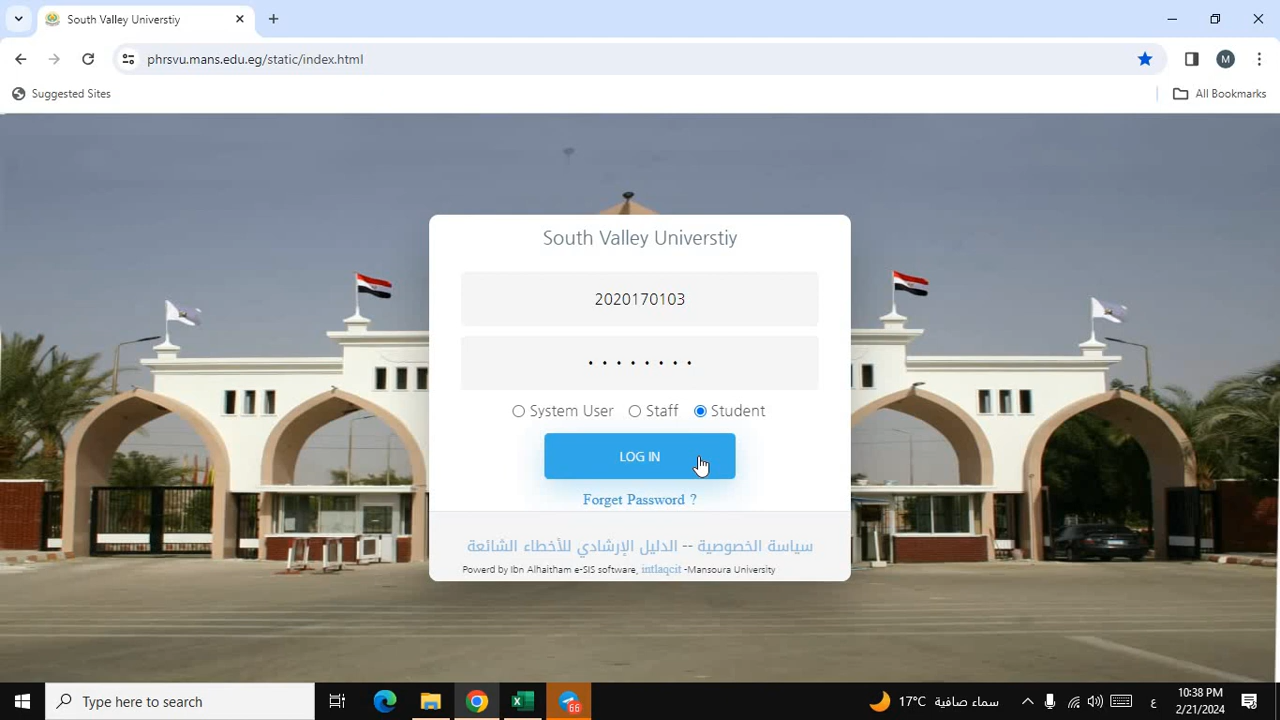 South Valley Universtiy
phrsvu.mans.edu.eg/static/index.html
M
Suggested Sites
All Bookmarks
South Valley Universtiy
2020170103
System User Staff Student
LOG IN
Forget Password ?
سياسة الخصوصية -- الدليل الإرشادي للأخطاء الشائعة
Powerd by Ibn Alhaitham e-SIS software, intlaqcit -Mansoura University
Type here to search
66
17°C سماء صافية
ع
10:38 PM
2/21/2024